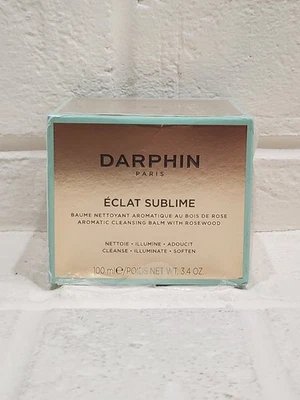 DARPHIN
PARIS
ÉCLAT SUBLIME
BAUME NETTOYANT AROMATIQUE AU BOIS DE ROSE
AROMATIC CLEANSING BALM WITH ROSEWOOD
NETTOIE • ILLUMINE • ADOUCIT
CLEANSE • ILLUMINATE • SOFTEN
100 ml ℮/POIDS NET WT. 3.4 OZ.